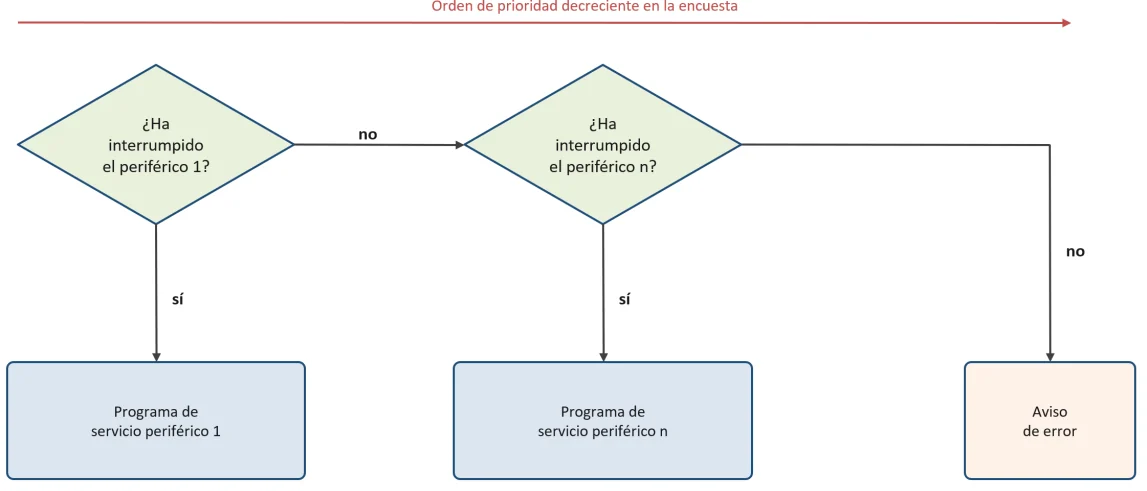 Orden de prioridad decreciente en la encuesta
¿Ha
interrumpido
el periférico 1?
no
¿Ha
interrumpido
el periférico n?
no
sí
sí
Programa de
servicio periférico 1
Programa de
servicio periférico n
Aviso
de error